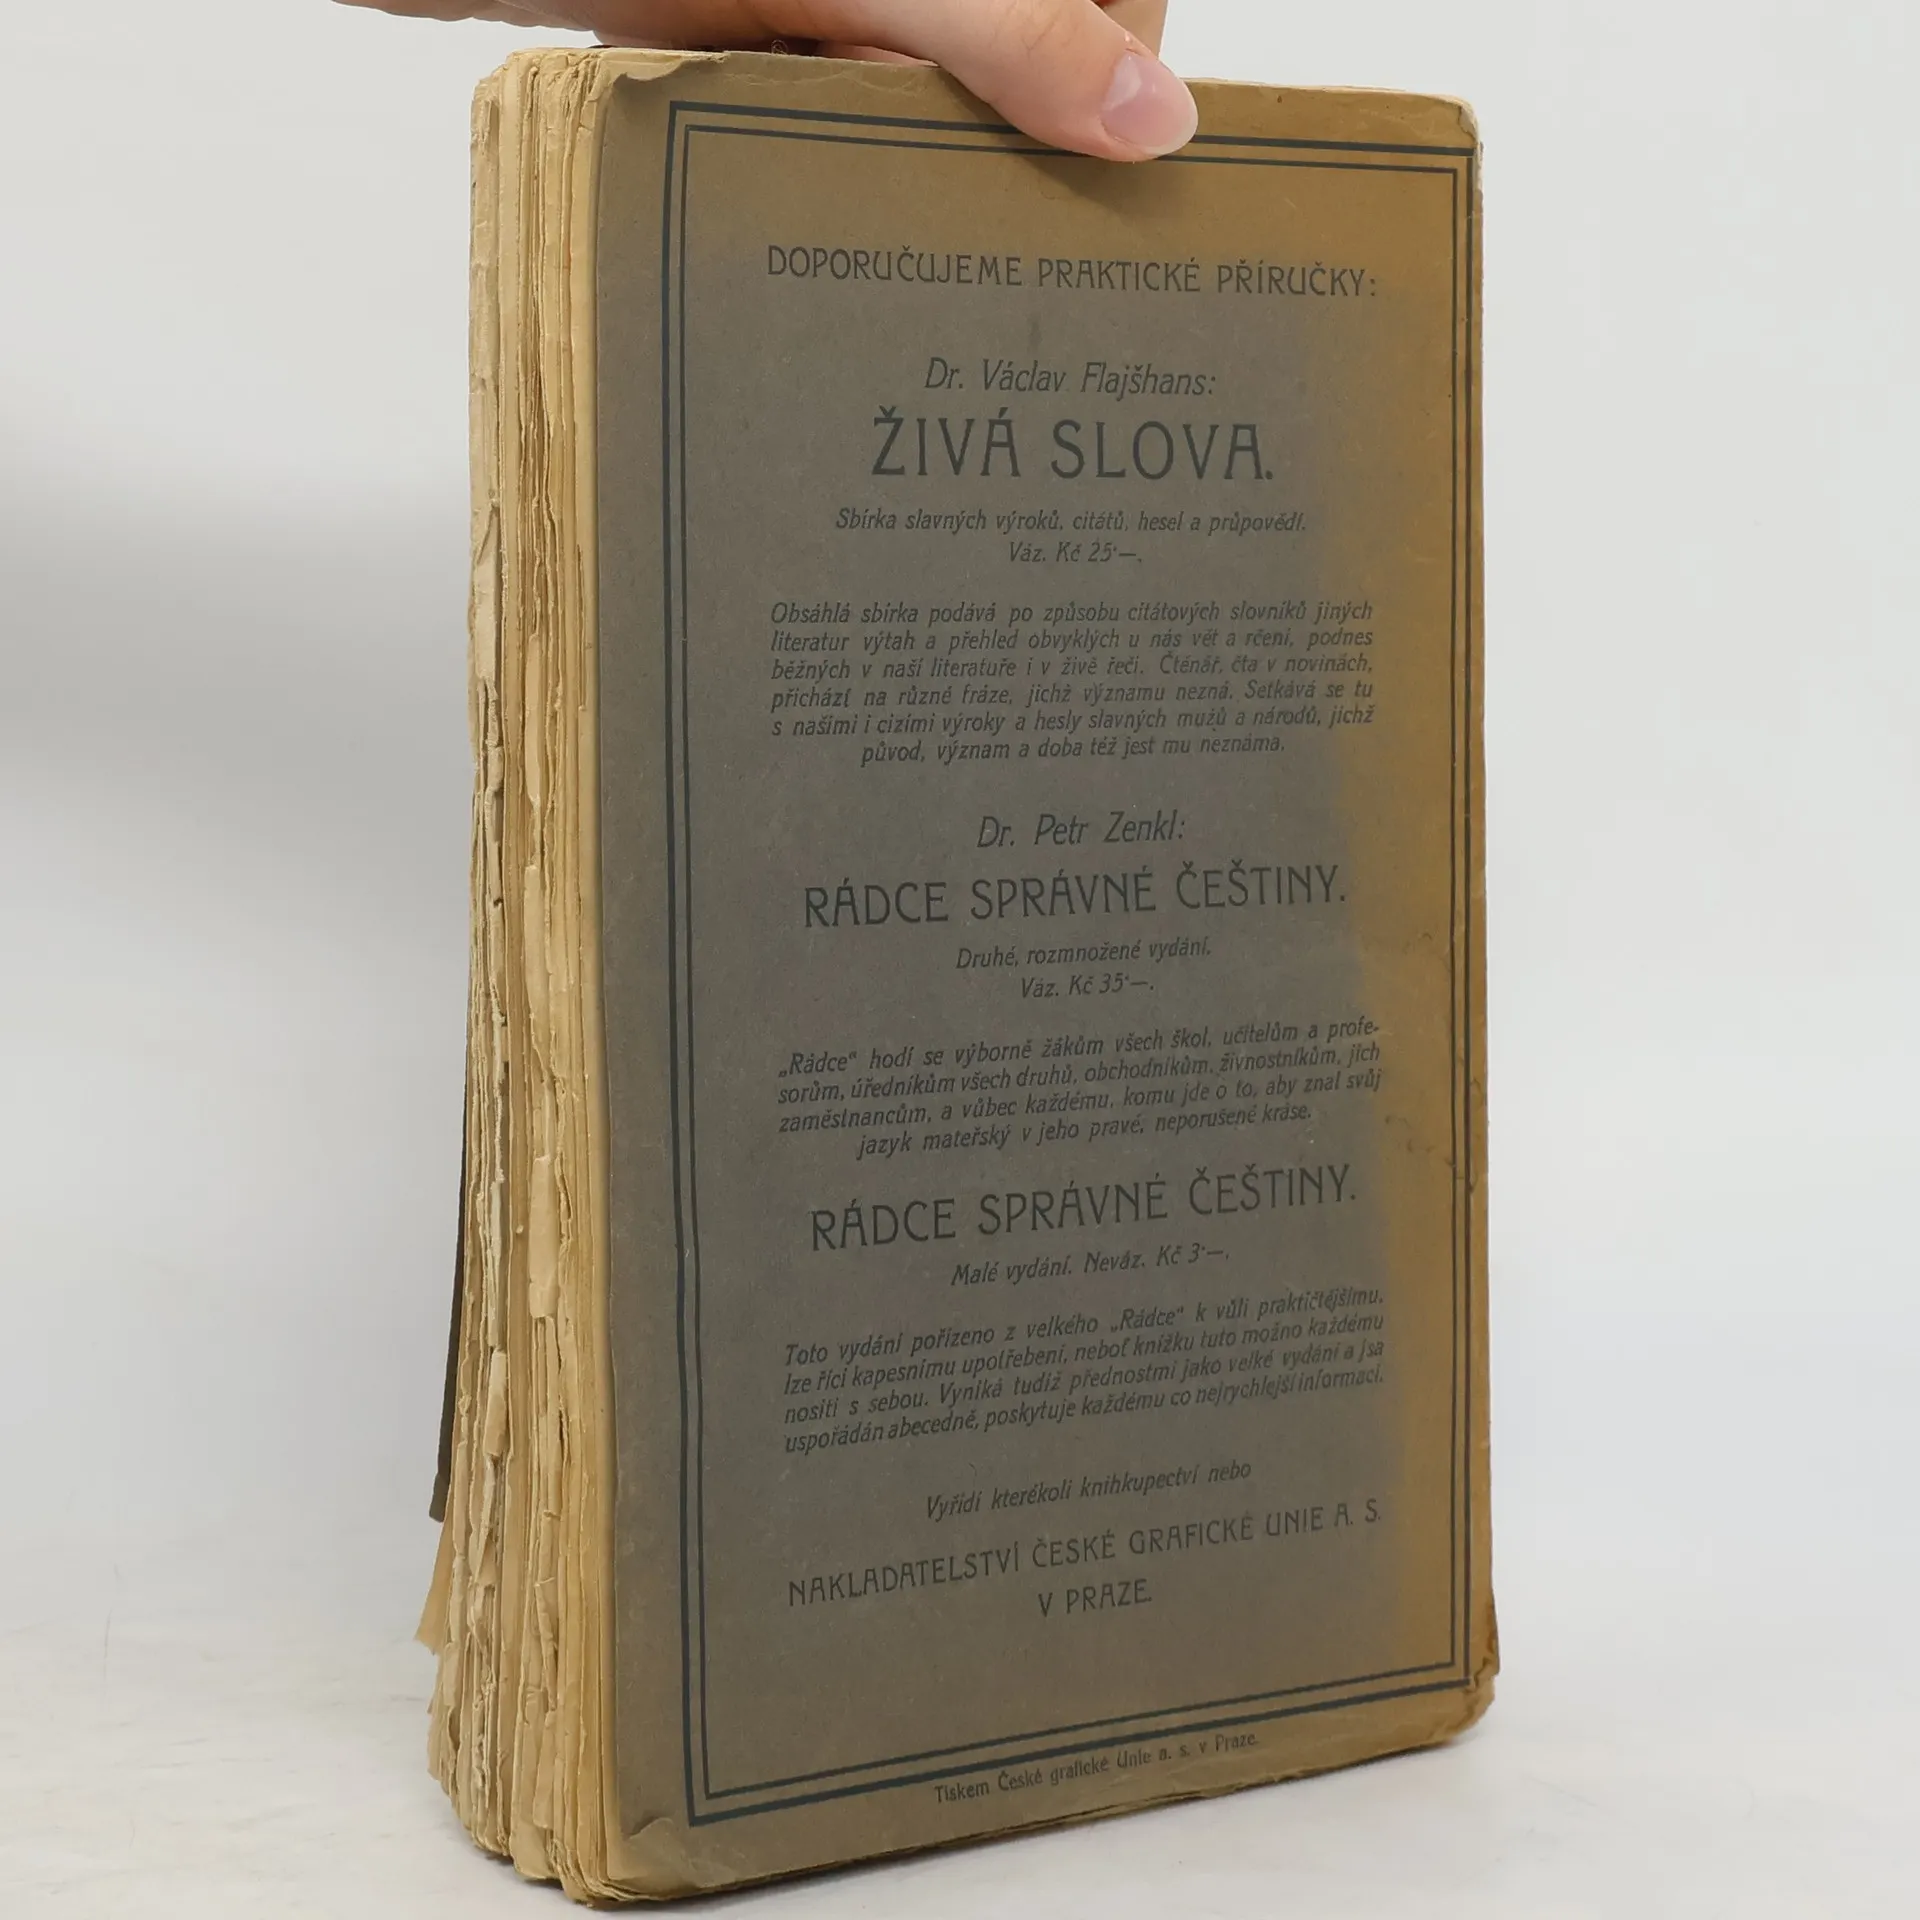 DOPORUČUJEME PRAKTICKÉ PŘÍRUČKY:
Dr. Václav Flajšhans:
ŽIVÁ SLOVA.
Sbírka slavných výroků, citátů, hesel a průpovědí.
Váz. Kč 25·—.
Obsáhlá sbírka podává po způsobu citátových slovníků jiných
literatur výtah a přehled obvyklých u nás vět a rčení, podnes
běžných v naší literatuře i v živé řeči. Čtenář, čta v novinách,
přichází na různé fráze, jichž významu nezná. Setkává se tu
s našimi i cizími výroky a hesly slavných mužů a národů, jichž
původ, význam a doba též jest mu neznáma.
Dr. Petr Zenkl:
RÁDCE SPRÁVNÉ ČEŠTINY.
Druhé, rozmnožené vydání.
Váz. Kč 35·—.
„Rádce“ hodí se výborně žákům všech škol, učitelům a profe-
sorům, úředníkům všech druhů, obchodníkům, živnostníkům, jich
zaměstnancům, a vůbec každému, komu jde o to, aby znal svůj
jazyk mateřský v jeho pravé, neporušené kráse.
RÁDCE SPRÁVNÉ ČEŠTINY.
Malé vydání. Neváz. Kč 3·—.
Toto vydání pořízeno z velkého „Rádce“ k vůli praktičtějšímu,
lze říci kapesnímu upotřebení, neboť knížku tuto možno každému
nositi s sebou. Vyniká tudíž přednostmi jako velké vydání a jsa
uspořádán abecedně, poskytuje každému co nejrychlejší informaci.
Vyřídí kterékoli knihkupectví nebo
NAKLADATELSTVÍ ČESKÉ GRAFICKÉ UNIE A. S.
V PRAZE.
Tiskem České grafické Unie a. s. v Praze.